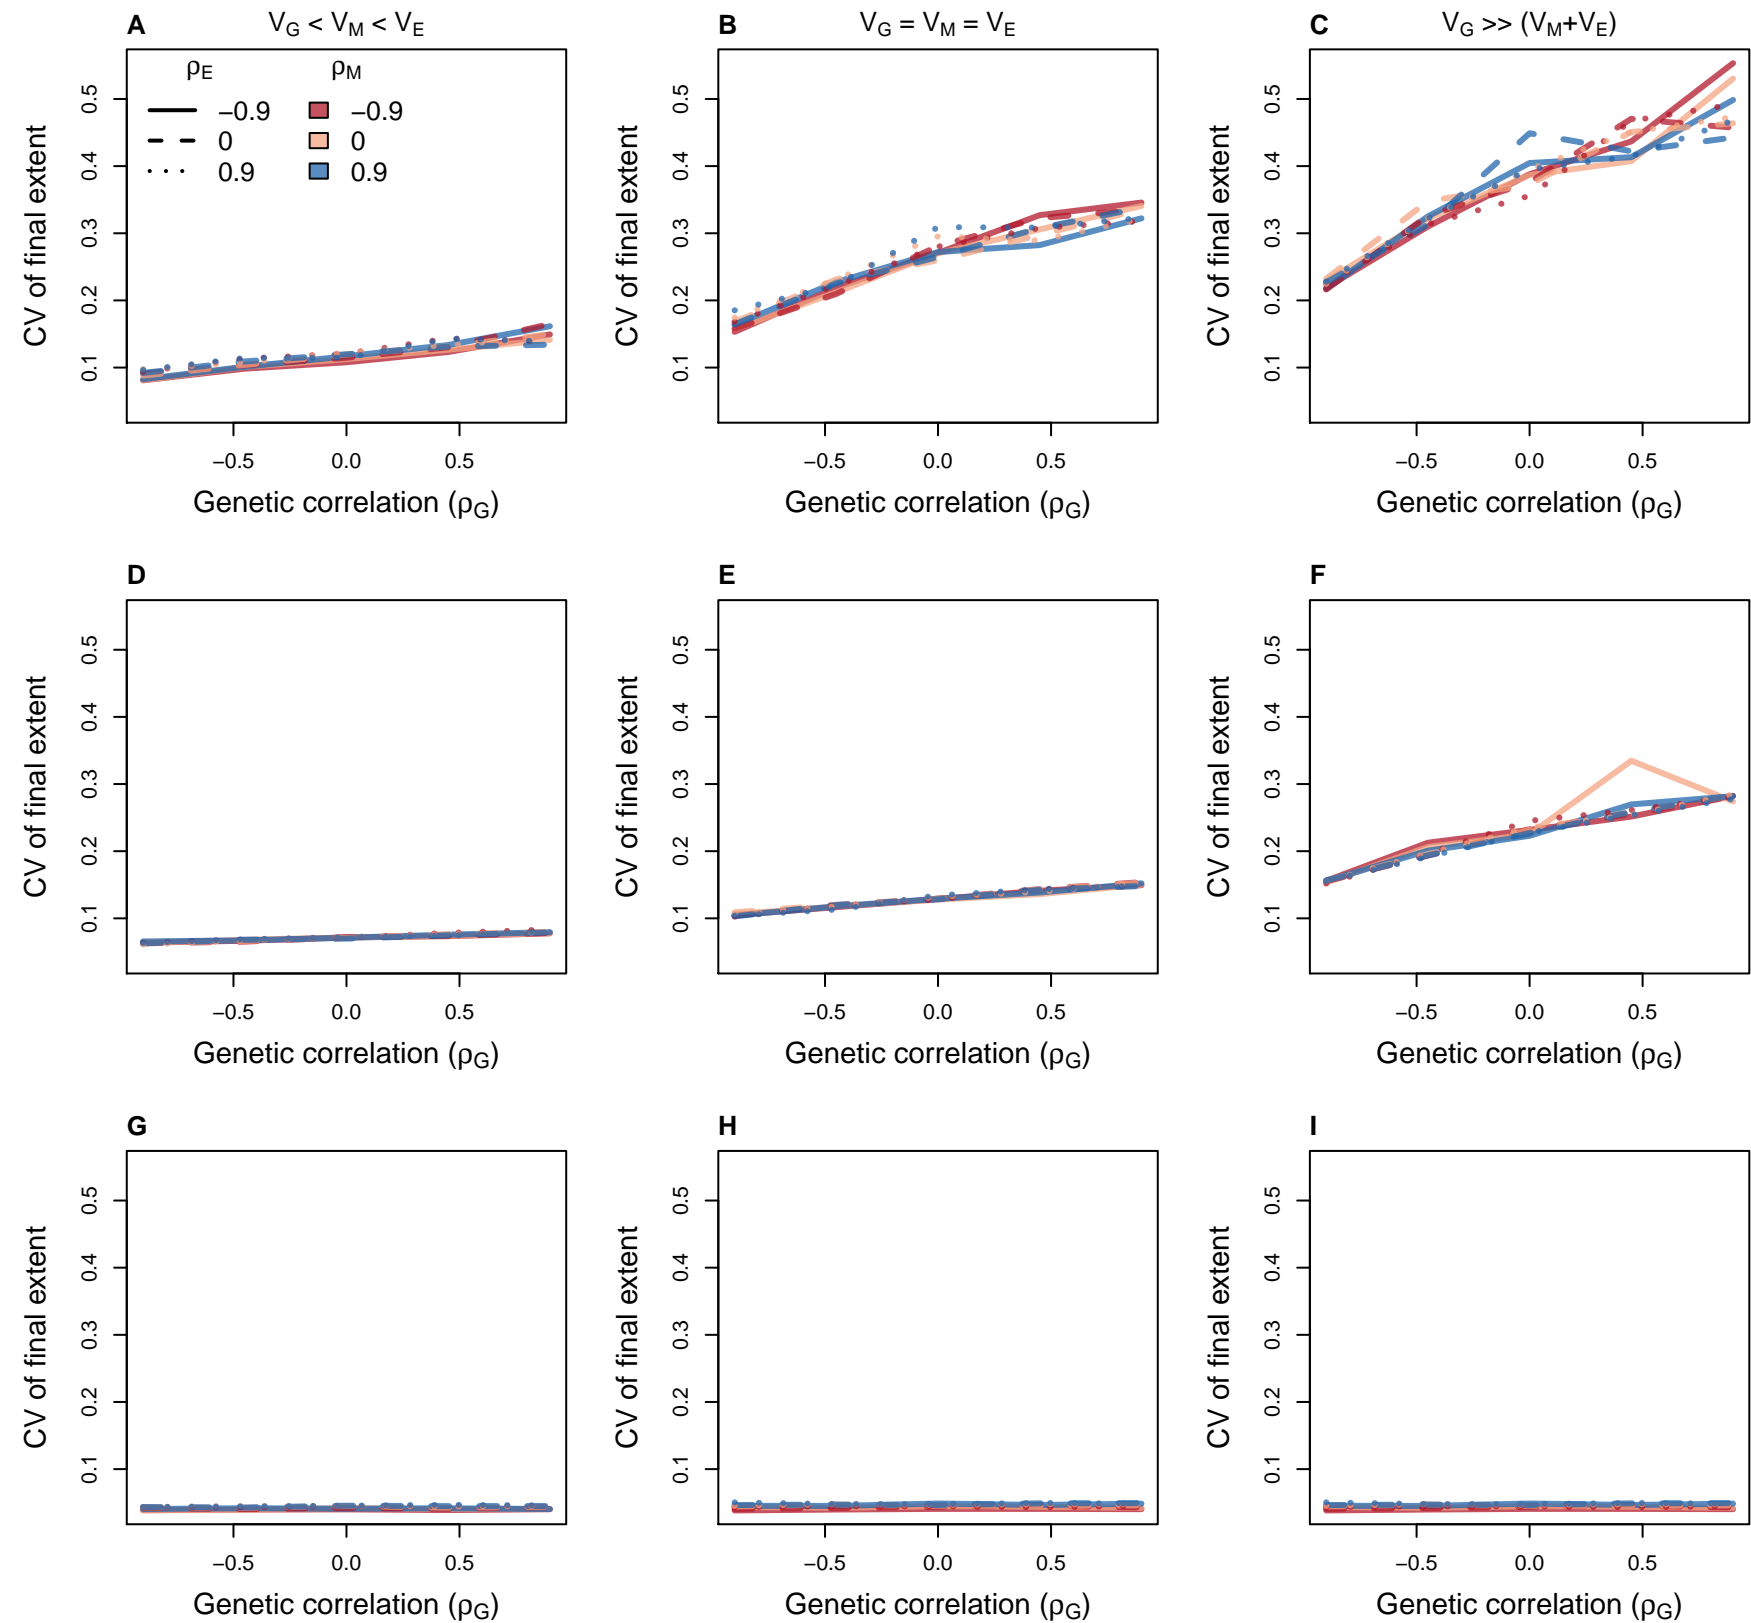 A V_G < V_M < V_E
B V_G = V_M = V_E
C V_G >> (V_M+V_E)
ρ_E ρ_M
−0.9 −0.9
0 0
0.9 0.9
CV of final extent
0.1 0.2 0.3 0.4 0.5
−0.5 0.0 0.5
Genetic correlation (ρ_G)
CV of final extent
0.1 0.2 0.3 0.4 0.5
−0.5 0.0 0.5
Genetic correlation (ρ_G)
CV of final extent
0.1 0.2 0.3 0.4 0.5
−0.5 0.0 0.5
Genetic correlation (ρ_G)
D
CV of final extent
0.1 0.2 0.3 0.4 0.5
−0.5 0.0 0.5
Genetic correlation (ρ_G)
E
CV of final extent
0.1 0.2 0.3 0.4 0.5
−0.5 0.0 0.5
Genetic correlation (ρ_G)
F
CV of final extent
0.1 0.2 0.3 0.4 0.5
−0.5 0.0 0.5
Genetic correlation (ρ_G)
G
CV of final extent
0.1 0.2 0.3 0.4 0.5
−0.5 0.0 0.5
Genetic correlation (ρ_G)
H
CV of final extent
0.1 0.2 0.3 0.4 0.5
−0.5 0.0 0.5
Genetic correlation (ρ_G)
I
CV of final extent
0.1 0.2 0.3 0.4 0.5
−0.5 0.0 0.5
Genetic correlation (ρ_G)